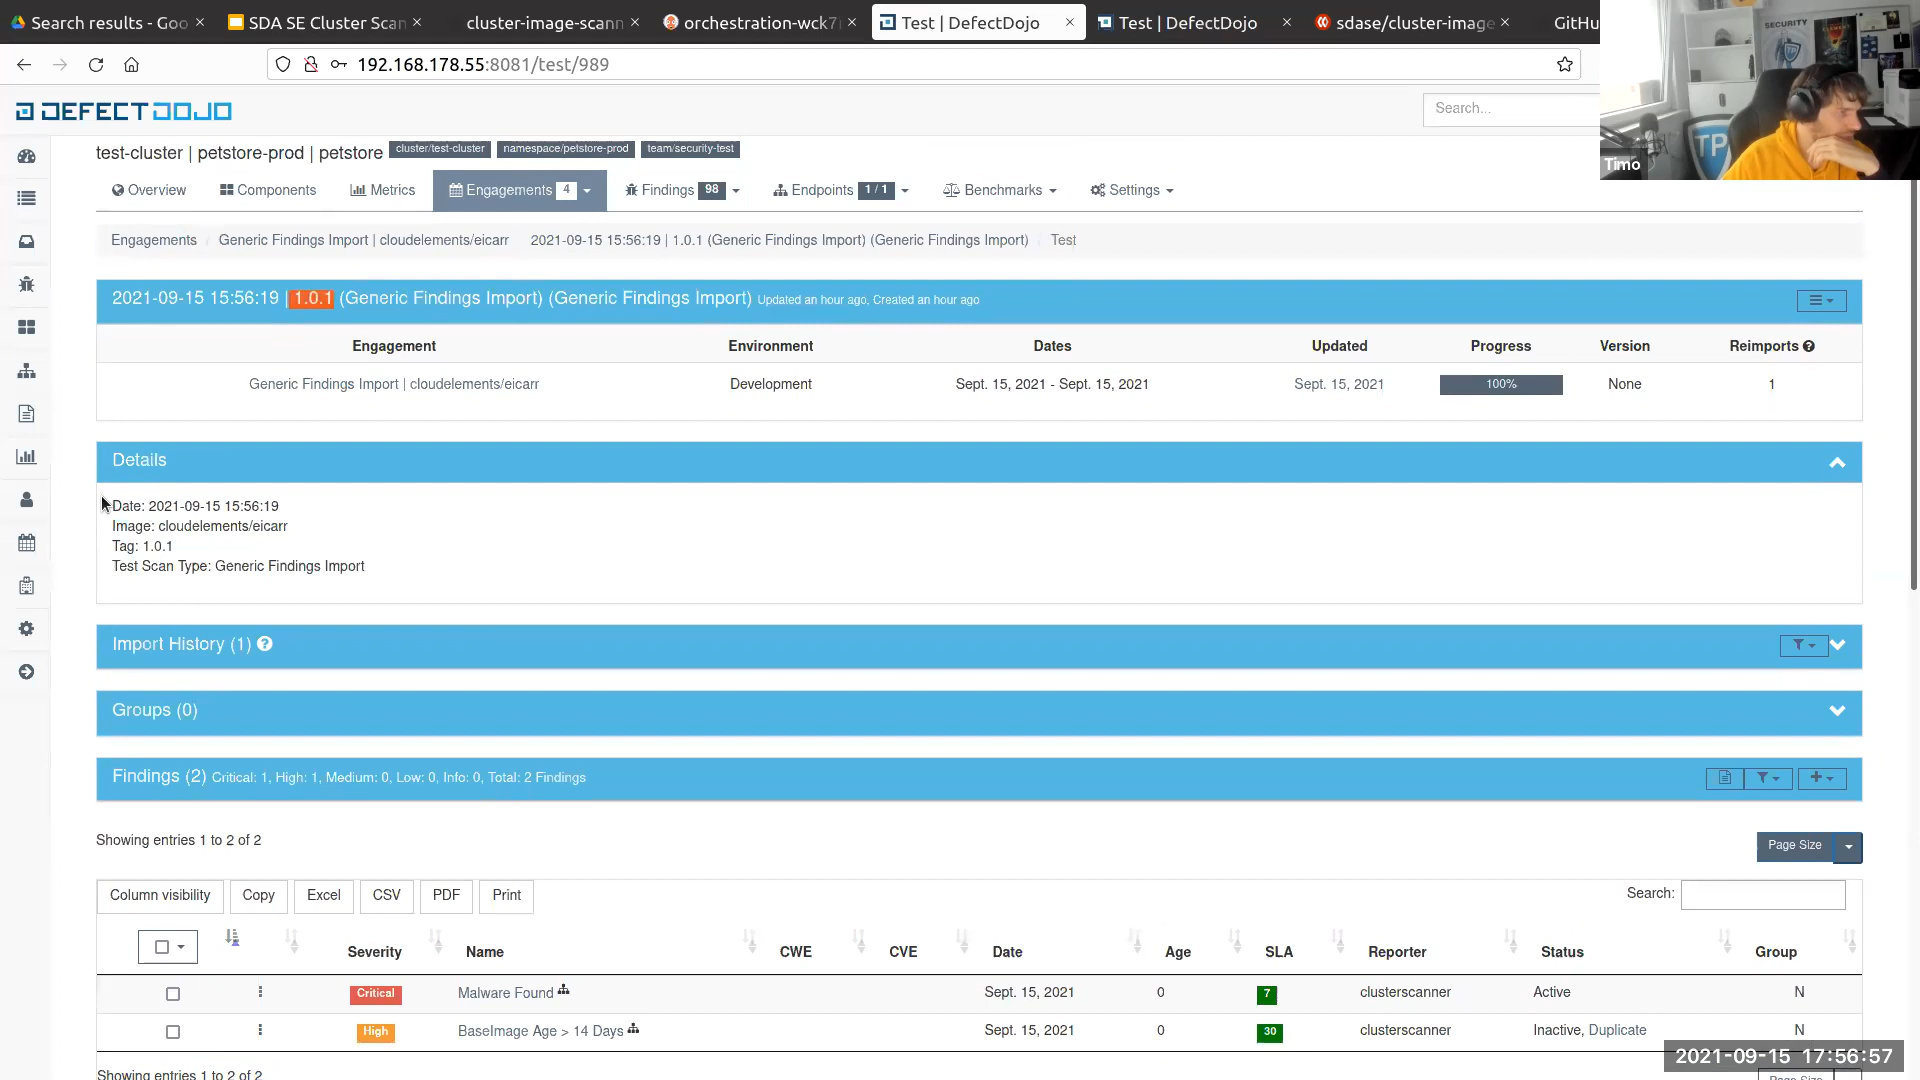 Search results - Goo
SDA SE Cluster Scan
cluster-image-scann
orchestration-wck7
Test | DefectDojo
Test | DefectDojo
sdase/cluster-image
GitHu
192.168.178.55:8081/test/989
DEFECTDOJO
Search...
SECURITY
TP
Timo
test-cluster | petstore-prod | petstore cluster/test-cluster namespace/petstore-prod team/security-test
Overview Components Metrics Engagements 4 Findings 98 Endpoints 1 / 1 Benchmarks Settings
Engagements / Generic Findings Import | cloudelements/eicarr 2021-09-15 15:56:19 | 1.0.1 (Generic Findings Import) (Generic Findings Import) / Test
2021-09-15 15:56:19 | 1.0.1 (Generic Findings Import) (Generic Findings Import) Updated an hour ago, Created an hour ago
Engagement Environment Dates Updated Progress Version Reimports
Generic Findings Import | cloudelements/eicarr Development Sept. 15, 2021 - Sept. 15, 2021 Sept. 15, 2021 100% None 1
Details
Date: 2021-09-15 15:56:19
Image: cloudelements/eicarr
Tag: 1.0.1
Test Scan Type: Generic Findings Import
Import History (1)
Groups (0)
Findings (2) Critical: 1, High: 1, Medium: 0, Low: 0, Info: 0, Total: 2 Findings
Showing entries 1 to 2 of 2
Page Size
Column visibility Copy Excel CSV PDF Print
Search:
Severity Name CWE CVE Date Age SLA Reporter Status Group
Critical Malware Found Sept. 15, 2021 0 7 clusterscanner Active N
High BaseImage Age > 14 Days Sept. 15, 2021 0 30 clusterscanner Inactive, Duplicate N
2021-09-15 17:56:57
Showing entries 1 to 2 of 2
Page Size